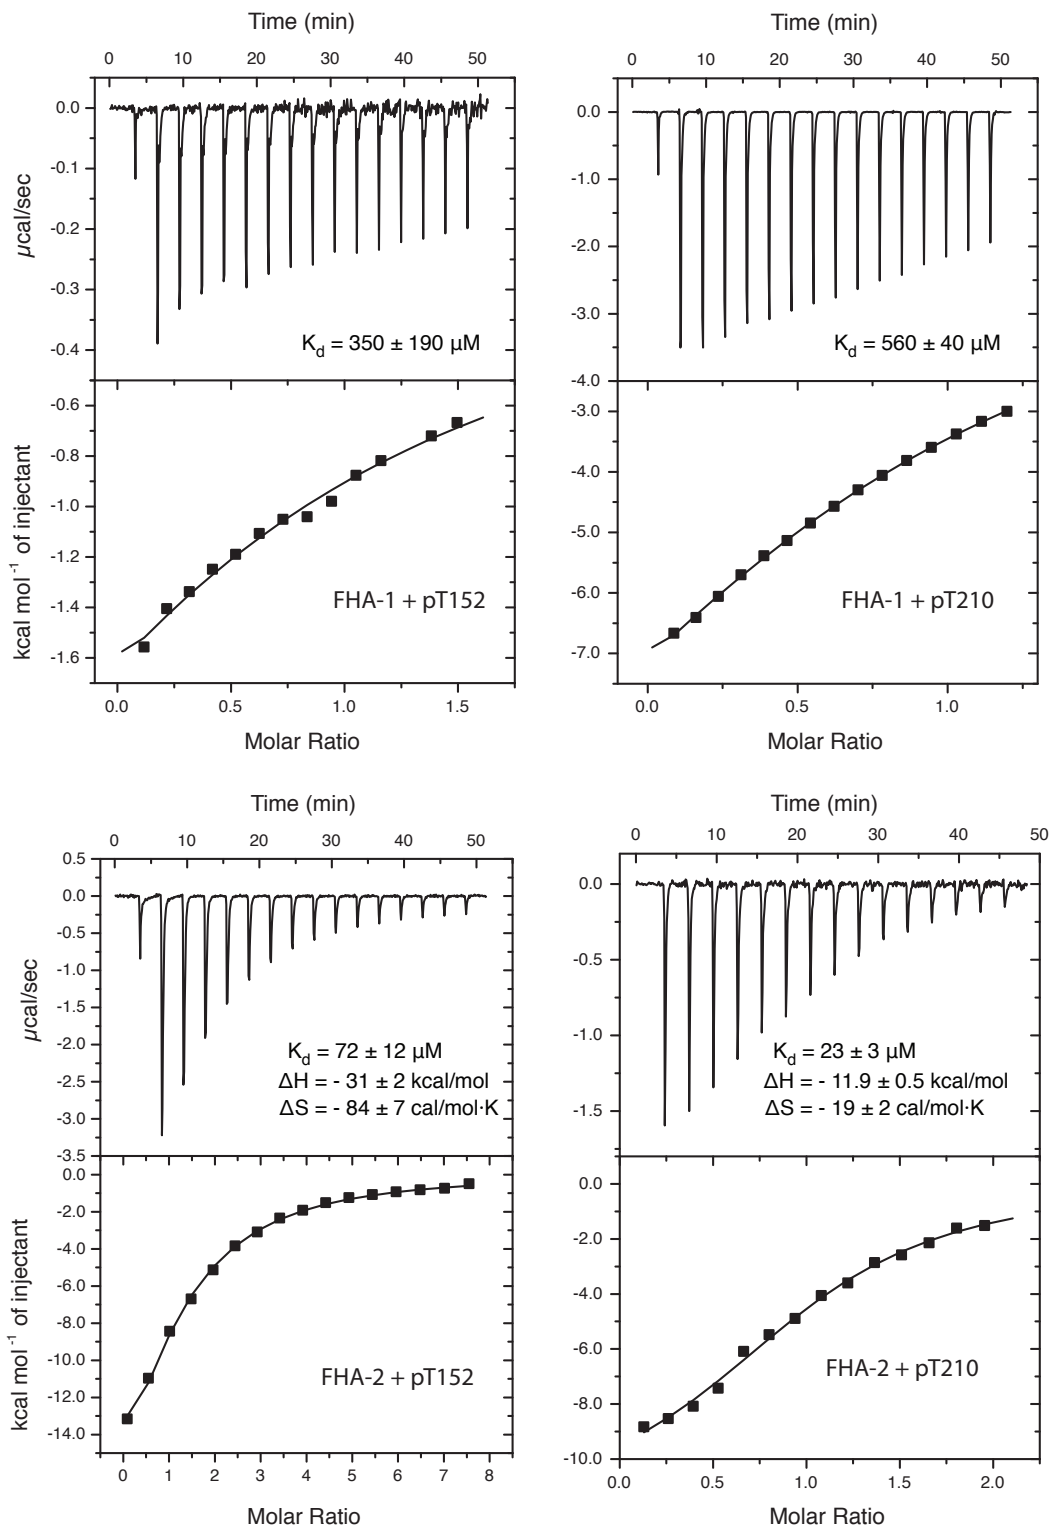 Time (min)
0 10 20 30 40 50
0.0
-0.1
-0.2
-0.3
-0.4
µcal/sec
K_d = 350 ± 190 µM
-0.6
-0.8
-1.0
-1.2
-1.4
-1.6
kcal mol⁻¹ of injectant
FHA-1 + pT152
0.0 0.5 1.0 1.5
Molar Ratio
Time (min)
0 10 20 30 40 50
0.0
-1.0
-2.0
-3.0
-4.0
K_d = 560 ± 40 µM
-3.0
-4.0
-5.0
-6.0
-7.0
FHA-1 + pT210
0.0 0.5 1.0
Molar Ratio
Time (min)
0 10 20 30 40 50
0.5
0.0
-0.5
-1.0
-1.5
-2.0
-2.5
-3.0
-3.5
µcal/sec
K_d = 72 ± 12 µM
ΔH = - 31 ± 2 kcal/mol
ΔS = - 84 ± 7 cal/mol·K
0.0
-2.0
-4.0
-6.0
-8.0
-10.0
-12.0
-14.0
kcal mol⁻¹ of injectant
FHA-2 + pT152
0 1 2 3 4 5 6 7 8
Molar Ratio
Time (min)
0 10 20 30 40 50
0.0
-0.5
-1.0
-1.5
K_d = 23 ± 3 µM
ΔH = - 11.9 ± 0.5 kcal/mol
ΔS = - 19 ± 2 cal/mol·K
0.0
-2.0
-4.0
-6.0
-8.0
-10.0
FHA-2 + pT210
0.0 0.5 1.0 1.5 2.0
Molar Ratio